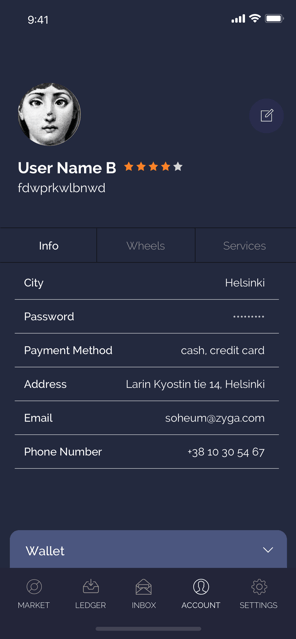 9:41
User Name B
fdwprkwlbnwd
Info Wheels Services
City Helsinki
Password •••••••••
Payment Method cash, credit card
Address Larin Kyostin tie 14, Helsinki
Email soheum@zyga.com
Phone Number +38 10 30 54 67
Wallet
MARKET LEDGER INBOX ACCOUNT SETTINGS